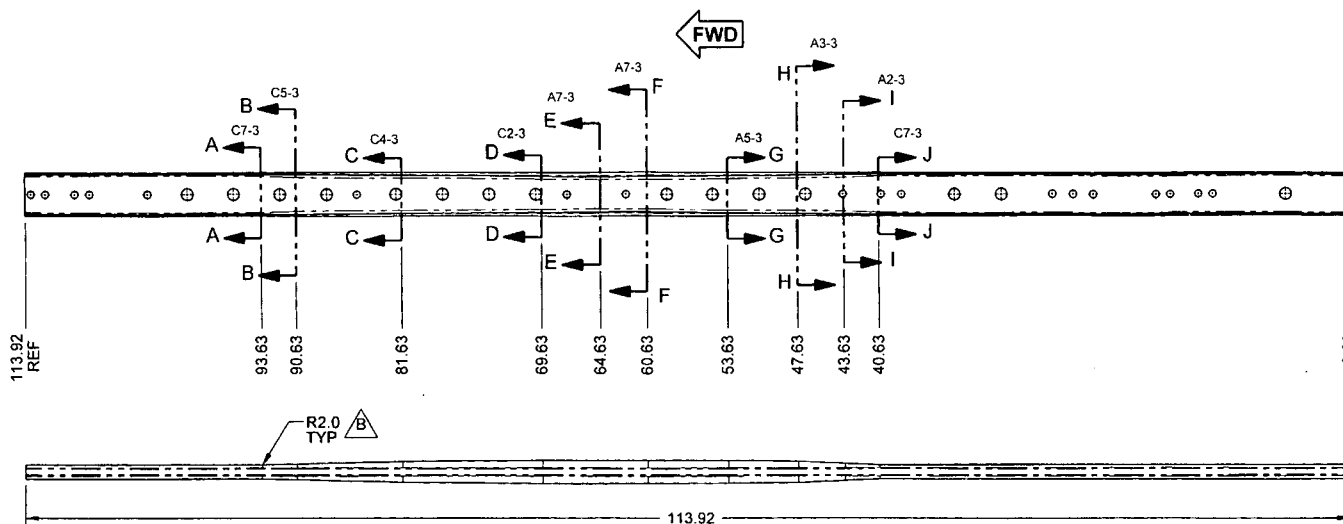 FWD
A3-3
H
A7-3
F
A2-3
I
C5-3
B
A7-3
E
C7-3
A
C4-3
C
C2-3
D
A5-3
G
C7-3
J
A
C
D
G
J
B
E
F
H
I
113.92
REF
93.63
90.63
81.63
69.63
64.63
60.63
53.63
47.63
43.63
40.63
R2.0
TYP
B
113.92